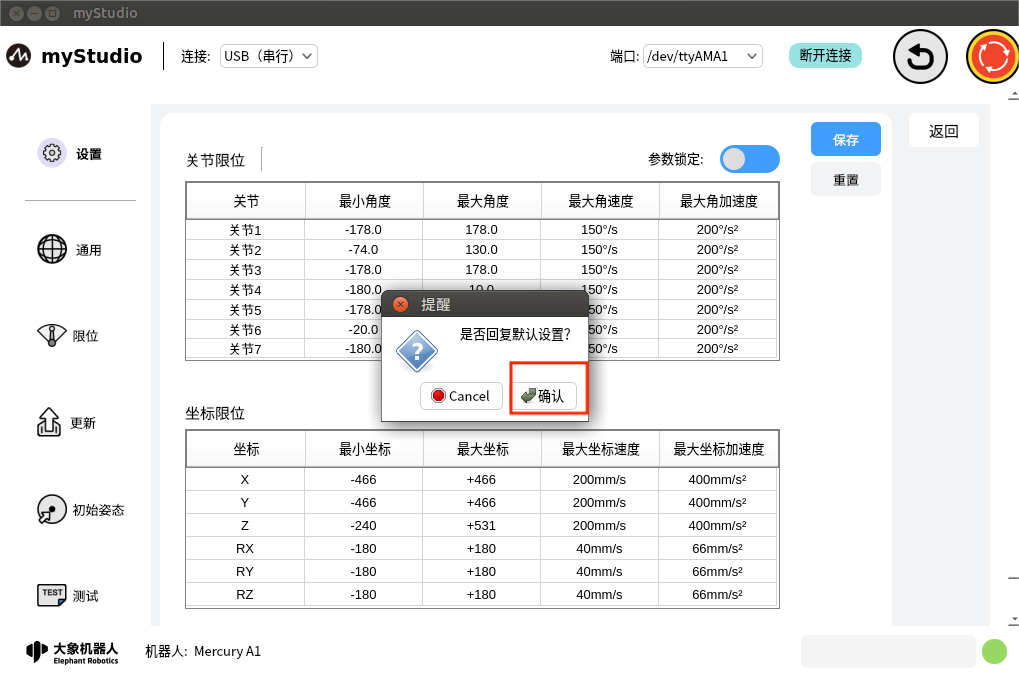 myStudio
myStudio 连接: USB（串行） 端口: /dev/ttyAMA1 断开连接
设置
通用
限位
更新
初始姿态
TEST 测试
关节限位 参数锁定: 保存 返回
重置
关节 最小角度 最大角度 最大角速度 最大角加速度
关节1 -178.0 178.0 150°/s 200°/s²
关节2 -74.0 130.0 150°/s 200°/s²
关节3 -178.0 178.0 150°/s 200°/s²
关节4 -180.0 10.0 150°/s 200°/s²
关节5 -178.0 50°/s 200°/s²
关节6 -20.0 50°/s 200°/s²
关节7 -180.0 50°/s 200°/s²
提醒
是否回复默认设置?
Cancel 确认
坐标限位
坐标 最小坐标 最大坐标 最大坐标速度 最大坐标加速度
X -466 +466 200mm/s 400mm/s²
Y -466 +466 200mm/s 400mm/s²
Z -240 +531 200mm/s 400mm/s²
RX -180 +180 40mm/s 66mm/s²
RY -180 +180 40mm/s 66mm/s²
RZ -180 +180 40mm/s 66mm/s²
大象机器人
Elephant Robotics
机器人: Mercury A1